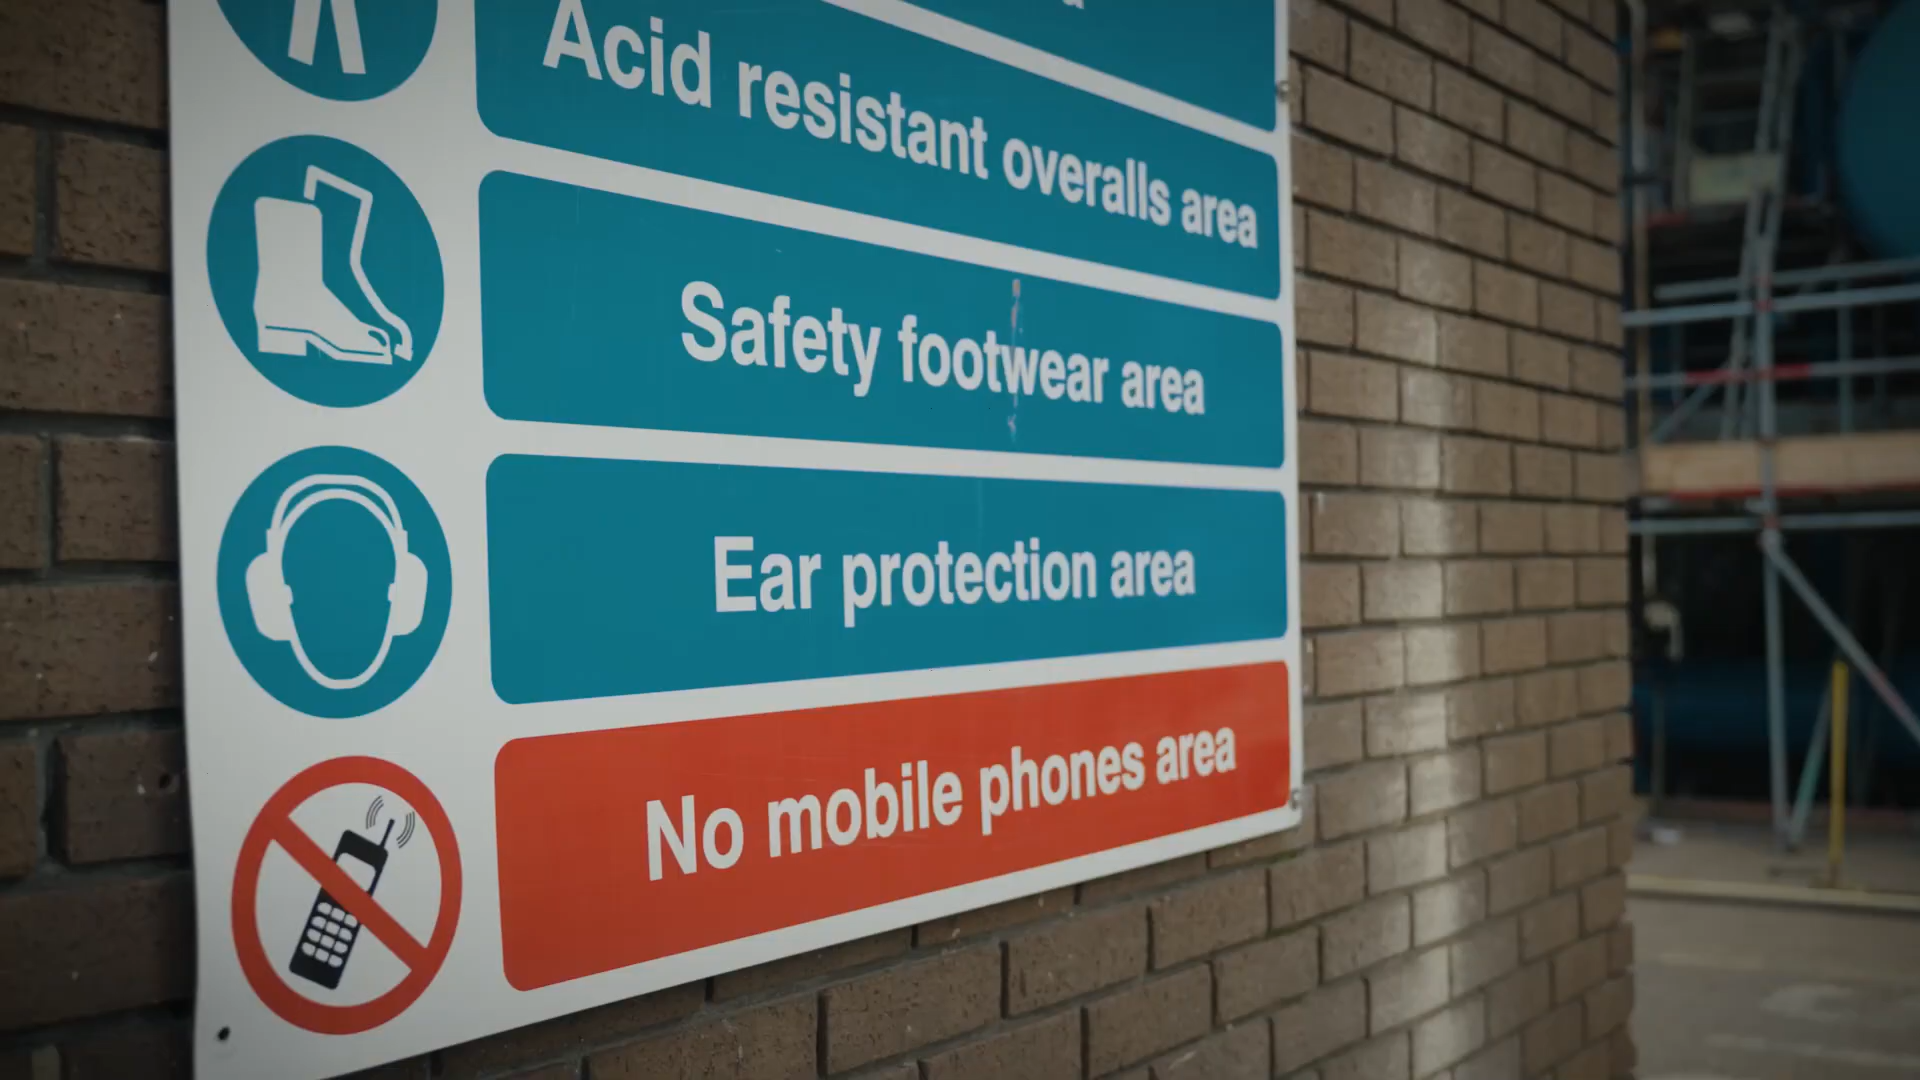 Acid resistant overalls area
Safety footwear area
Ear protection area
No mobile phones area